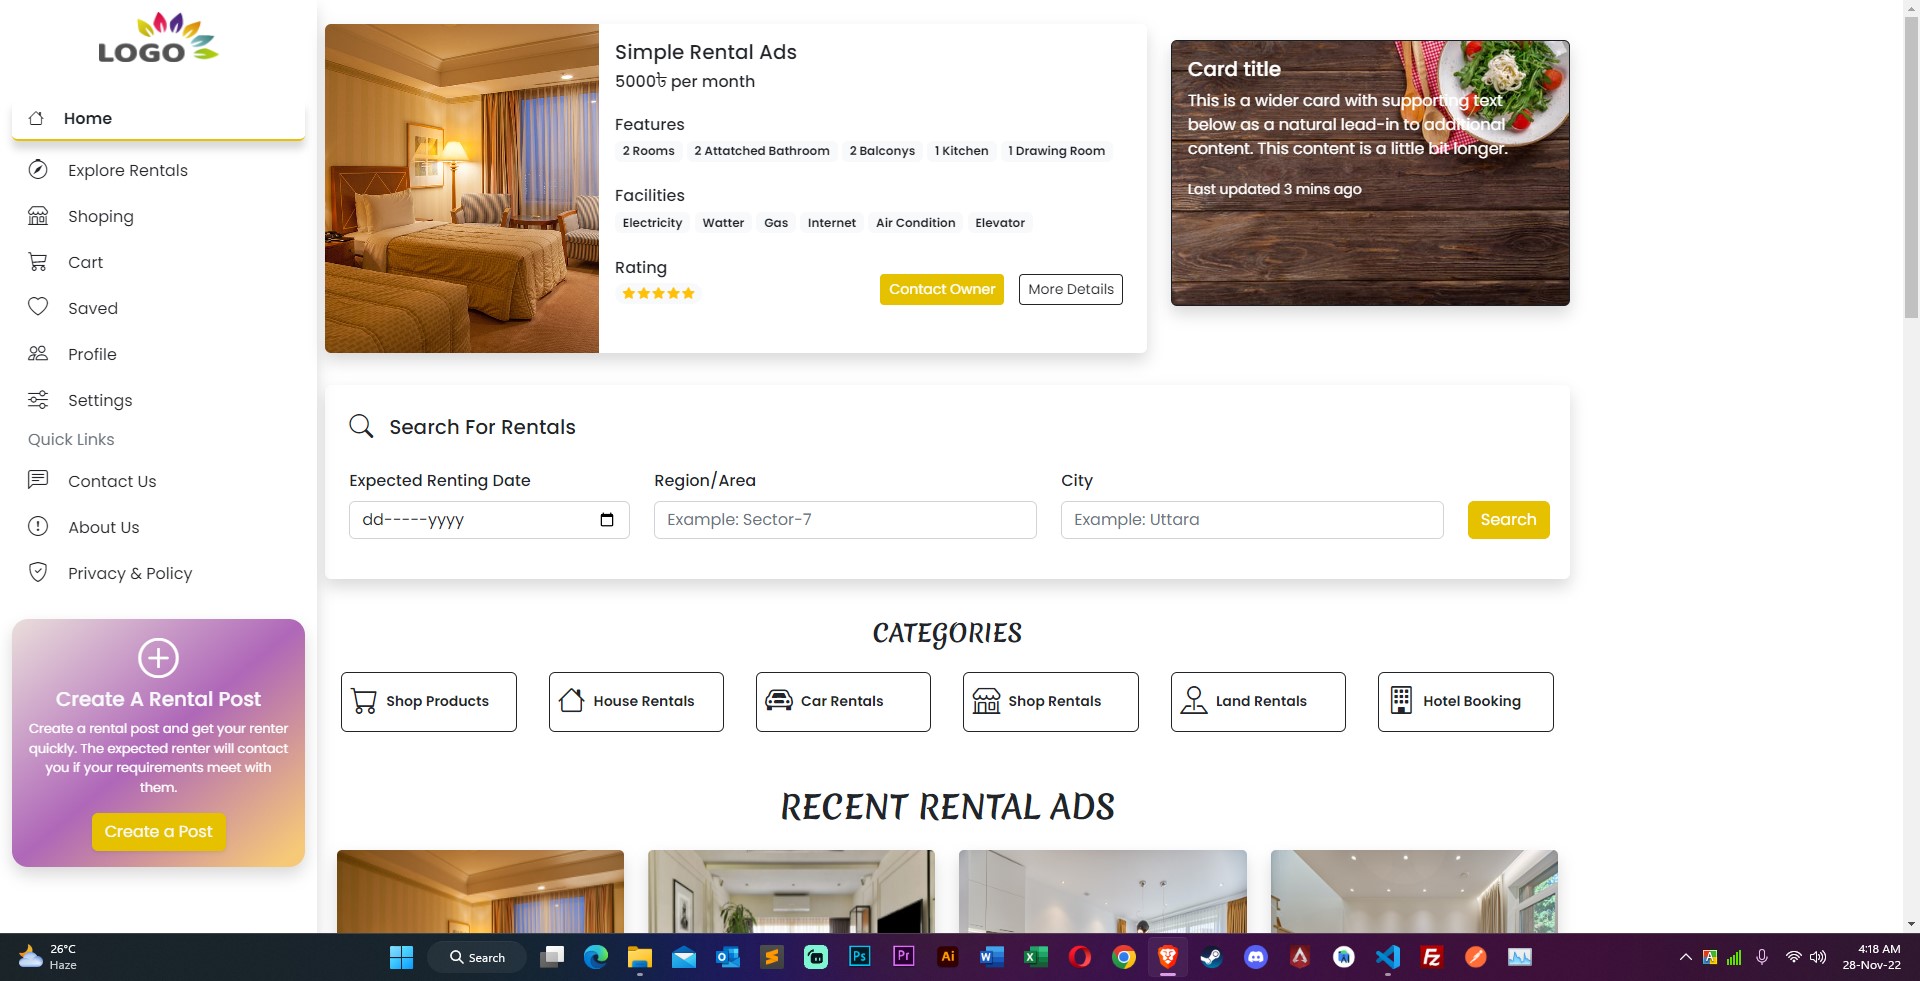 LOGO
Home
Explore Rentals
Shoping
Cart
Saved
Profile
Settings
Quick Links
Contact Us
About Us
Privacy & Policy
Create A Rental Post
Create a rental post and get your renter
quickly. The expected renter will contact
you if your requirements meet with
them.
Create a Post
Simple Rental Ads
5000৳ per month
Features
2 Rooms 2 Attatched Bathroom 2 Balconys 1 Kitchen 1 Drawing Room
Facilities
Electricity Watter Gas Internet Air Condition Elevator
Rating
Contact Owner More Details
Card title
This is a wider card with supporting text
below as a natural lead-in to additional
content. This content is a little bit longer.
Last updated 3 mins ago
Search For Rentals
Expected Renting Date Region/Area City
dd-----yyyy Example: Sector-7 Example: Uttara Search
CATEGORIES
Shop Products House Rentals Car Rentals Shop Rentals Land Rentals Hotel Booking
RECENT RENTAL ADS
26°C
Haze
Search
Ps Pr Ai
4:18 AM
28-Nov-22